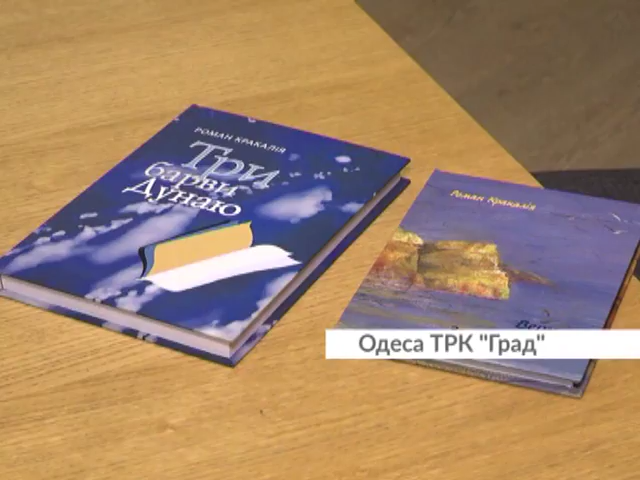 РОМАН КРАКАЛІЯ
Три
барви
Дунаю
Роман Кракалія
Одеса ТРК "Град"